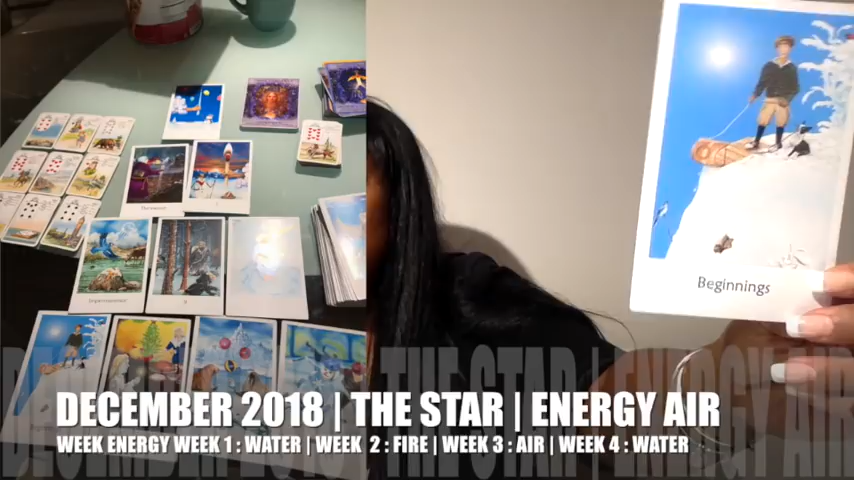 Beginnings
DECEMBER 2018 | THE STAR | ENERGY AIR
WEEK ENERGY WEEK 1 : WATER | WEEK 2 : FIRE | WEEK 3 : AIR | WEEK 4 : WATER